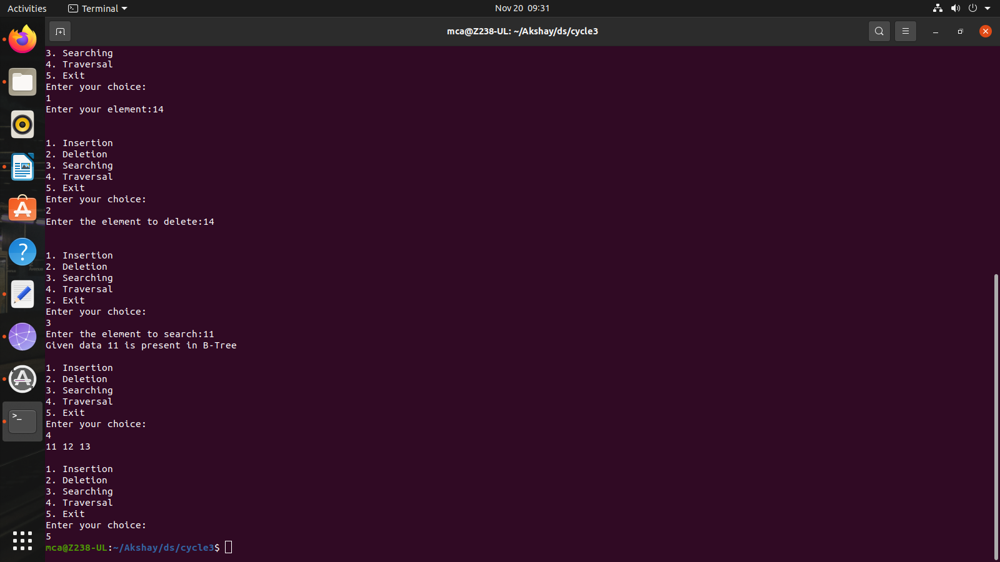 Activities
Terminal
Nov 20 09:31
mca@Z238-UL: ~/Akshay/ds/cycle3
3. Searching
4. Traversal
5. Exit
Enter your choice:
1
Enter your element:14
1. Insertion
2. Deletion
3. Searching
4. Traversal
5. Exit
Enter your choice:
2
Enter the element to delete:14
1. Insertion
2. Deletion
3. Searching
4. Traversal
5. Exit
Enter your choice:
3
Enter the element to search:11
Given data 11 is present in B-Tree
1. Insertion
2. Deletion
3. Searching
4. Traversal
5. Exit
Enter your choice:
4
11 12 13
1. Insertion
2. Deletion
3. Searching
4. Traversal
5. Exit
Enter your choice:
5
mca@Z238-UL:~/Akshay/ds/cycle3$